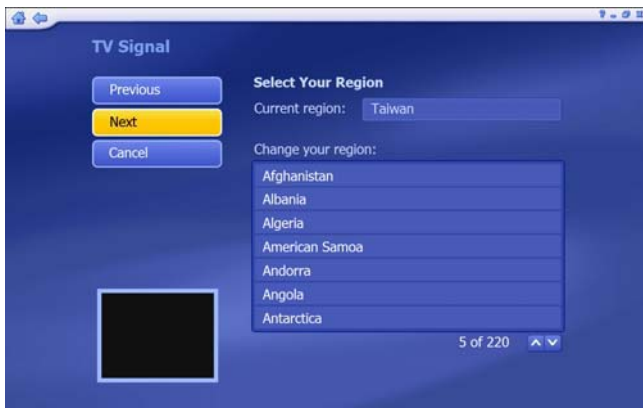 TV Signal
Previous
Next
Cancel
Select Your Region
Current region: Taiwan
Change your region:
Afghanistan
Albania
Algeria
American Samoa
Andorra
Angola
Antarctica
5 of 220